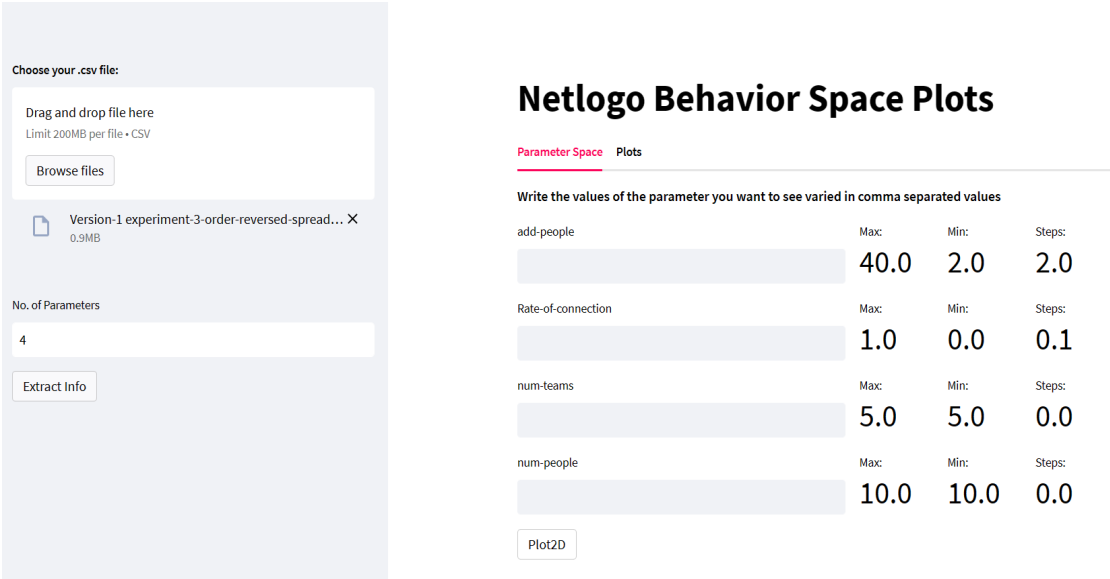 Choose your .csv file:
Drag and drop file here
Limit 200MB per file • CSV
Browse files
Version-1 experiment-3-order-reversed-spread...
0.9MB
No. of Parameters
4
Extract Info
Netlogo Behavior Space Plots
Parameter Space Plots
Write the values of the parameter you want to see varied in comma separated values
add-people Max: Min: Steps:
40.0 2.0 2.0
Rate-of-connection Max: Min: Steps:
1.0 0.0 0.1
num-teams Max: Min: Steps:
5.0 5.0 0.0
num-people Max: Min: Steps:
10.0 10.0 0.0
Plot2D